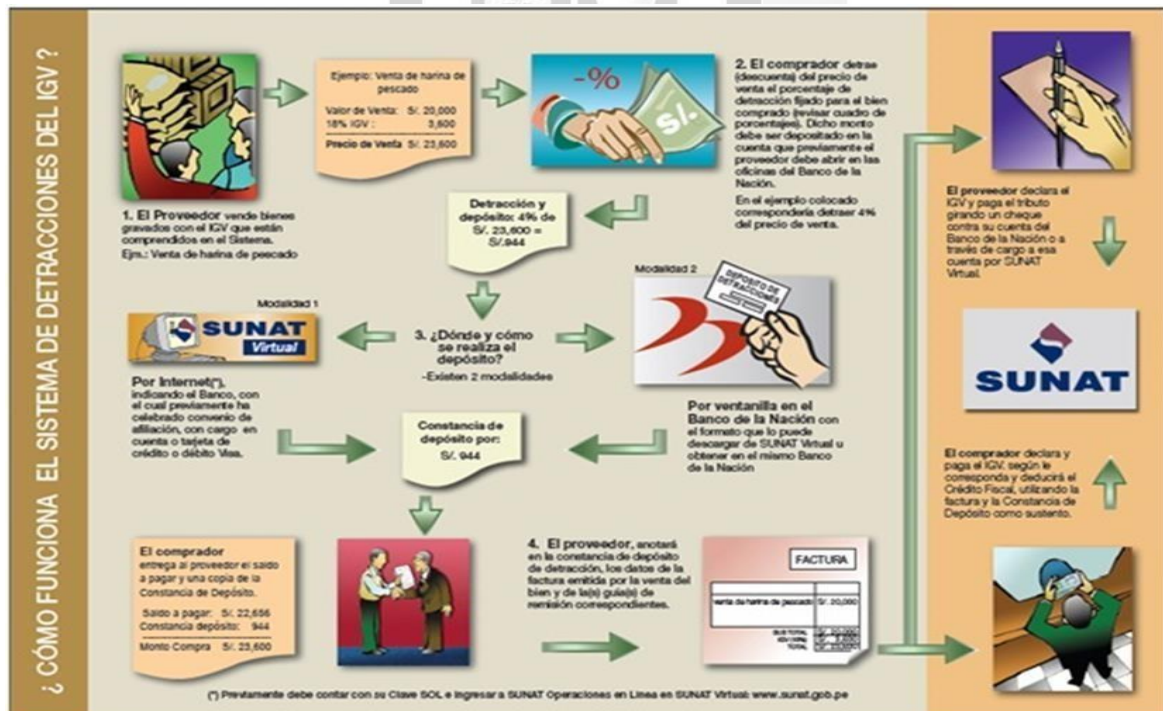 ¿ CÓMO FUNCIONA EL SISTEMA DE DETRACCIONES DEL IGV ?
1. El Proveedor vende bienes
gravados con el IGV que están
comprendidos en el Sistema.
Ejm.: Venta de harina de pescado
Ejemplo: Venta de harina de
pescado
Valor de Venta: S/. 20,000
18% IGV : 3,600
Precio de Venta S/. 23,600
-%
S/.
2. El comprador detrae
(descuenta) del precio de
venta el porcentaje de
detracción fijado para el bien
comprado (revisar cuadro de
porcentajes). Dicho monto
debe ser depositado en la
cuenta que previamente el
proveedor debe abrir en las
oficinas del Banco de la
Nación.
En el ejemplo colocado
correspondería detraer 4%
del precio de venta.
Detracción y
depósito: 4% de
S/. 23,600 =
S/.944
3. ¿Dónde y cómo
se realiza el
depósito?
-Existen 2 modalidades
Modalidad 1
SUNAT
Virtual
Por Internet(*),
indicando el Banco, con
el cual previamente ha
celebrado convenio de
afiliación, con cargo en
cuenta o tarjeta de
crédito o débito Visa.
Modalidad 2
DEPOSITO DE
DETRACCIONES
Por ventanilla en el
Banco de la Nación con
el formato que lo puede
descargar de SUNAT Virtual u
obtener en el mismo Banco
de la Nación
Constancia de
depósito por:
S/. 944
El comprador
entrega al proveedor el saldo
a pagar y una copia de la
Constancia de Depósito.
Saldo a pagar: S/. 22,656
Constancia depósito: 944
Monto Compra S/. 23,600
4. El proveedor, anotará
en la constancia de depósito
de detracción, los datos de la
factura emitida por la venta del
bien y de la(s) guía(s) de
remisión correspondientes.
FACTURA
venta de harina de pescado S/. 20,000
SUB TOTAL
TOTAL
El proveedor declara el
IGV y paga el tributo
girando un cheque
contra su cuenta del
Banco de la Nación o a
través de cargo a esa
cuenta por SUNAT
Virtual.
SUNAT
El comprador declara y
paga el IGV, según le
corresponda y deducirá el
Crédito Fiscal, utilizando la
factura y la Constancia de
Depósito como sustento.
(*) Previamente debe contar con su Clave SOL e ingresar a SUNAT Operaciones en Línea en SUNAT Virtual: www.sunat.gob.pe